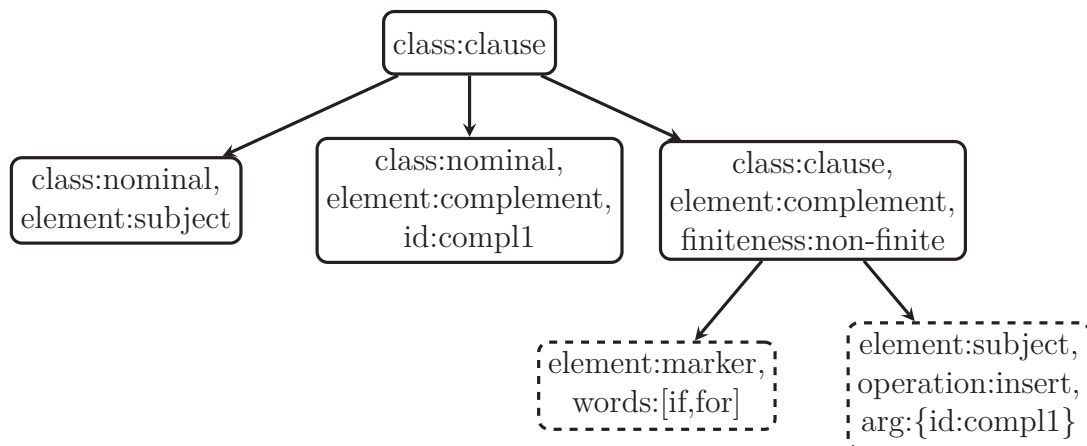 class:clause
class:nominal,
element:subject
class:nominal,
element:complement,
id:compl1
class:clause,
element:complement,
finiteness:non-finite
element:marker,
words:[if,for]
element:subject,
operation:insert,
arg:{id:compl1}